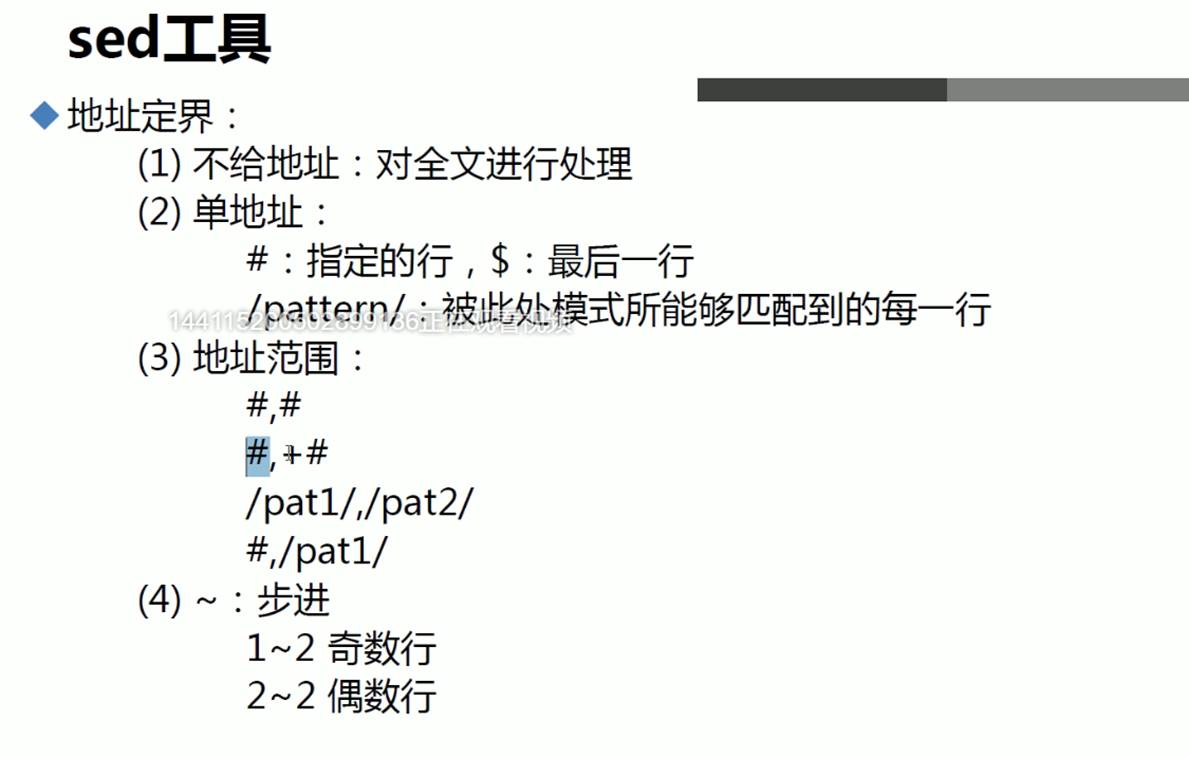 sed工具
地址定界：
(1) 不给地址：对全文进行处理
(2) 单地址：
#：指定的行，$：最后一行
/pattern/：被此处模式所能够匹配到的每一行
(3) 地址范围：
#,#
#,+#
/pat1/,/pat2/
#,/pat1/
(4) ~：步进
1~2 奇数行
2~2 偶数行